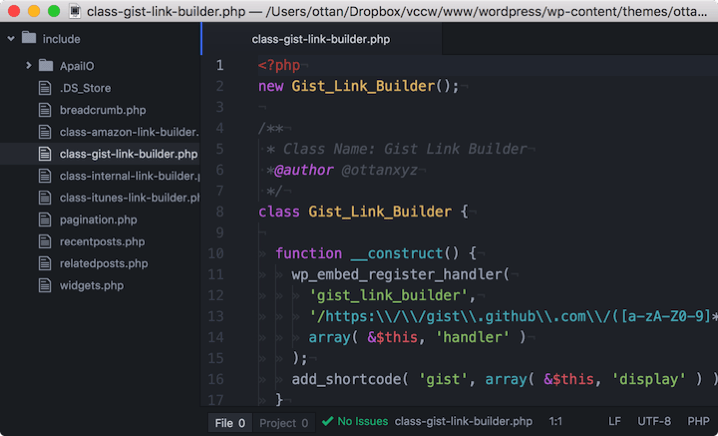 class-gist-link-builder.php — /Users/ottan/Dropbox/vccw/www/wordpress/wp-content/themes/otta...
include
ApaiIO
.DS_Store
breadcrumb.php
class-amazon-link-builder.
class-gist-link-builder.php
class-internal-link-builder.
class-itunes-link-builder.ph
pagination.php
recentposts.php
relatedposts.php
widgets.php
class-gist-link-builder.php
1 <?php
2 new Gist_Link_Builder();
3
4 /**
5 * Class Name: Gist Link Builder
6 *@author @ottanxyz
7 */
8 class Gist_Link_Builder {
9
10 function __construct() {
11 wp_embed_register_handler(
12 'gist_link_builder',
13 '/https:\\/\\/gist\\.github\\.com\\/([a-zA-Z0-9]*
14 array( &$this, 'handler' )
15 );
16 add_shortcode( 'gist', array( &$this, 'display' ) )
17 }
File 0 Project 0 No Issues class-gist-link-builder.php 1:1 LF UTF-8 PHP